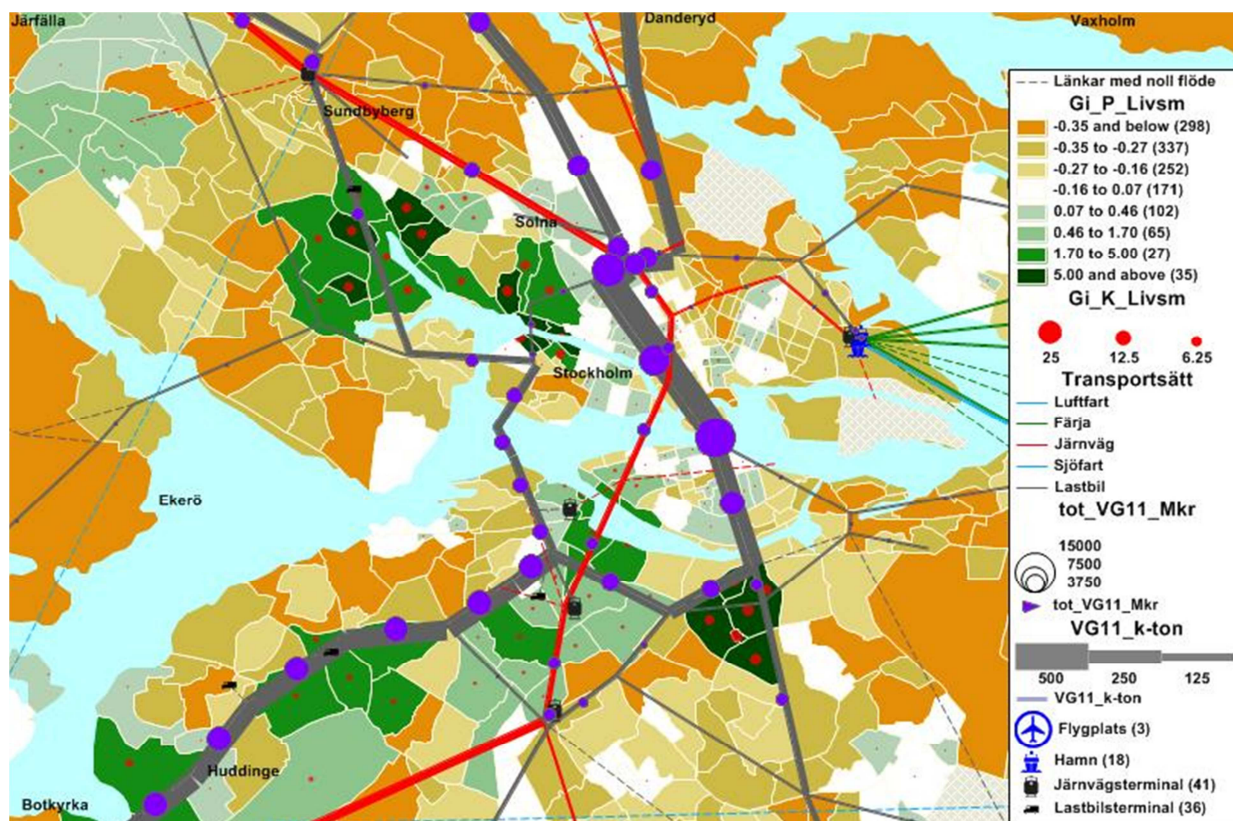 Järfälla
Danderyd
Vaxholm
Sundbyberg
Solna
Stockholm
Ekerö
Huddinge
Botkyrka
Länkar med noll flöde
Gi_P_Livsm
-0.35 and below (298)
-0.35 to -0.27 (337)
-0.27 to -0.16 (252)
-0.16 to 0.07 (171)
0.07 to 0.46 (102)
0.46 to 1.70 (65)
1.70 to 5.00 (27)
5.00 and above (35)
Gi_K_Livsm
25 12.5 6.25
Transportsätt
Luftfart
Färja
Järnväg
Sjöfart
Lastbil
tot_VG11_Mkr
15000
7500
3750
tot_VG11_Mkr
VG11_k-ton
500 250 125
VG11_k-ton
Flygplats (3)
Hamn (18)
Järnvägsterminal (41)
Lastbilsterminal (36)